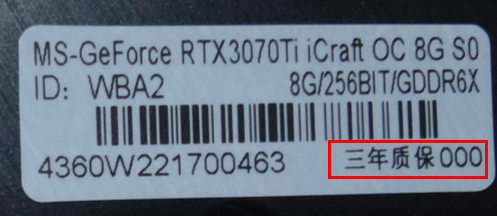 MS-GeForce RTX3070Ti iCraft OC 8G S0
ID: WBA2 8G/256BIT/GDDR6X
4360W221700463 三年质保000